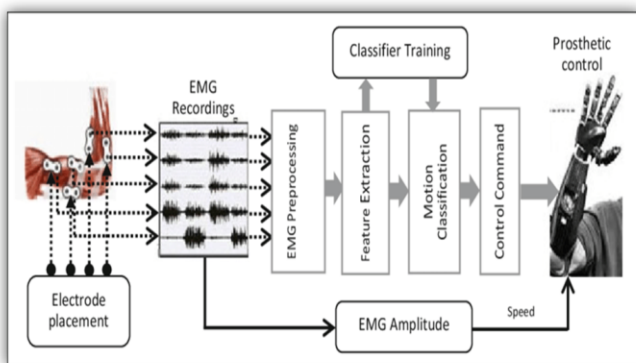 Classifier Training
Prosthetic
control
EMG
Recordings
EMG Preprocessing
Feature Extraction
Motion
Classification
Control Command
Electrode
placement
EMG Amplitude
Speed